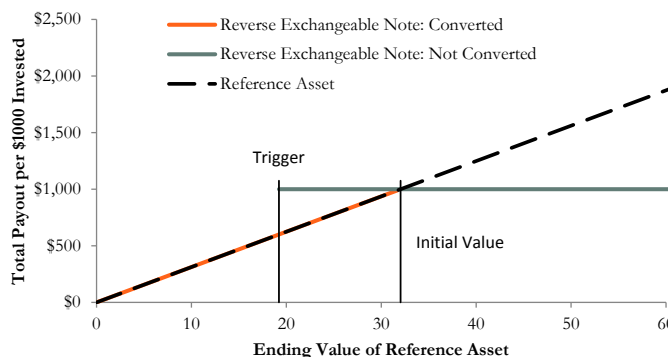 $2,500
$2,000
$1,500
$1,000
$500
$0
Total Payout per $1000 Invested
Reverse Exchangeable Note: Converted
Reverse Exchangeable Note: Not Converted
Reference Asset
Trigger
Initial Value
0
10
20
30
40
50
60
Ending Value of Reference Asset